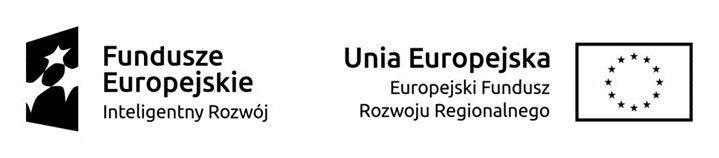 Fundusze
Europejskie
Inteligentny Rozwój
Unia Europejska
Europejski Fundusz
Rozwoju Regionalnego